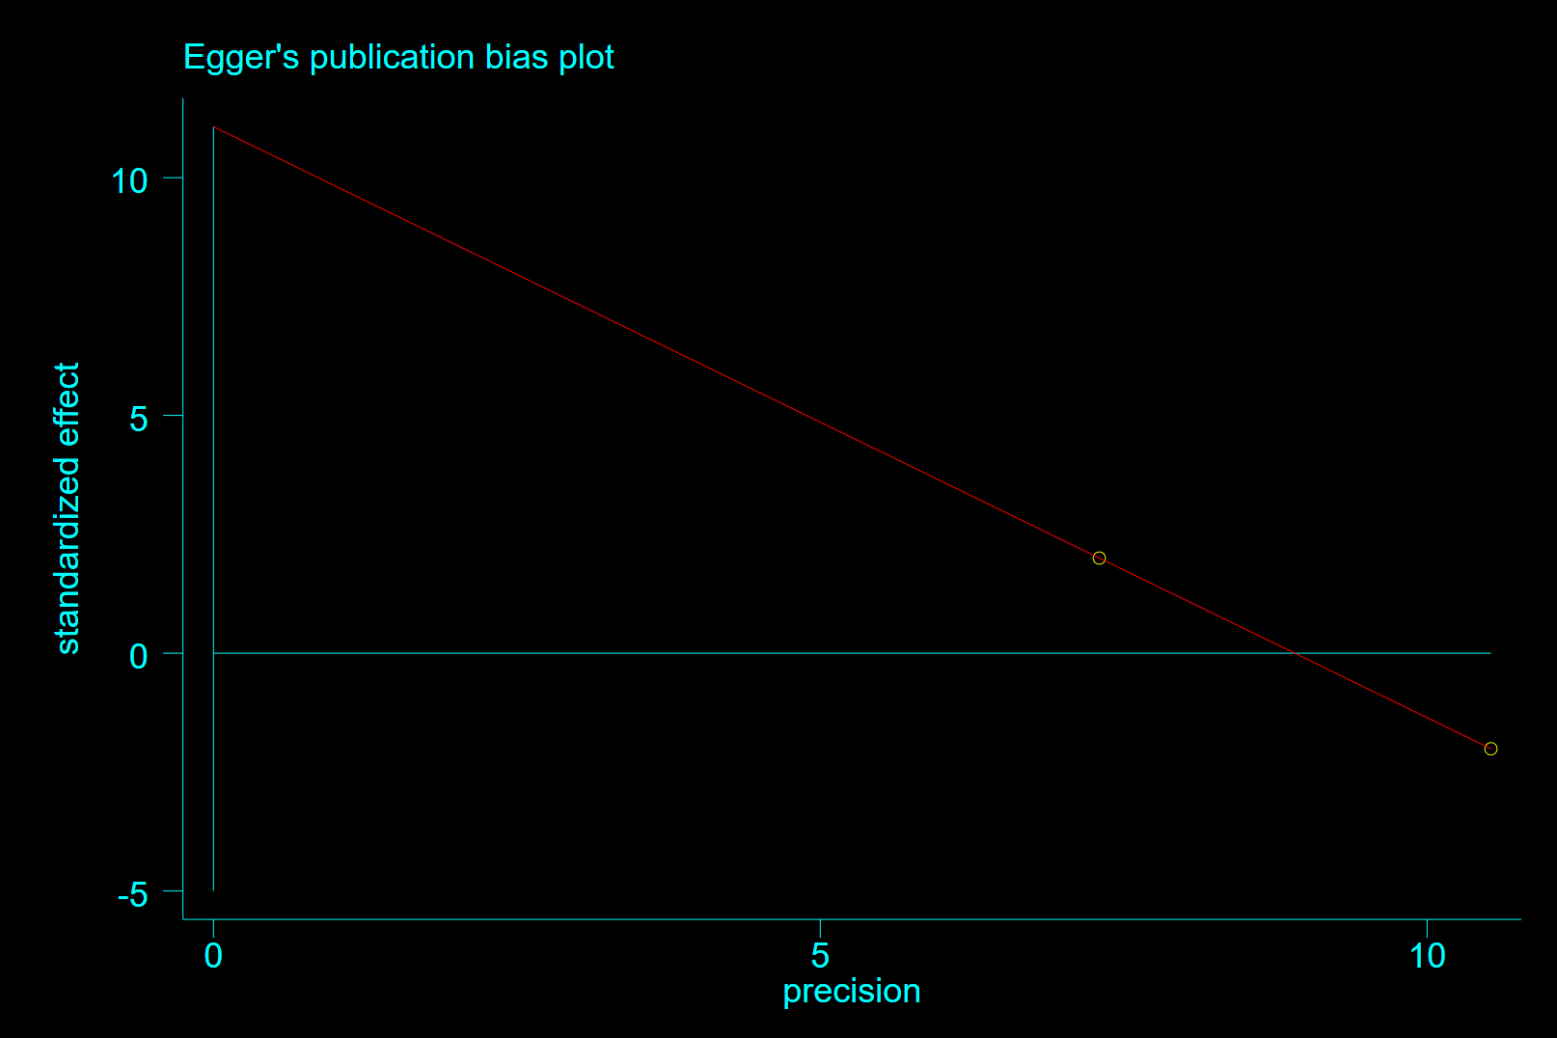 Egger's publication bias plot
standardized effect
10
5
0
-5
0
5
10
precision